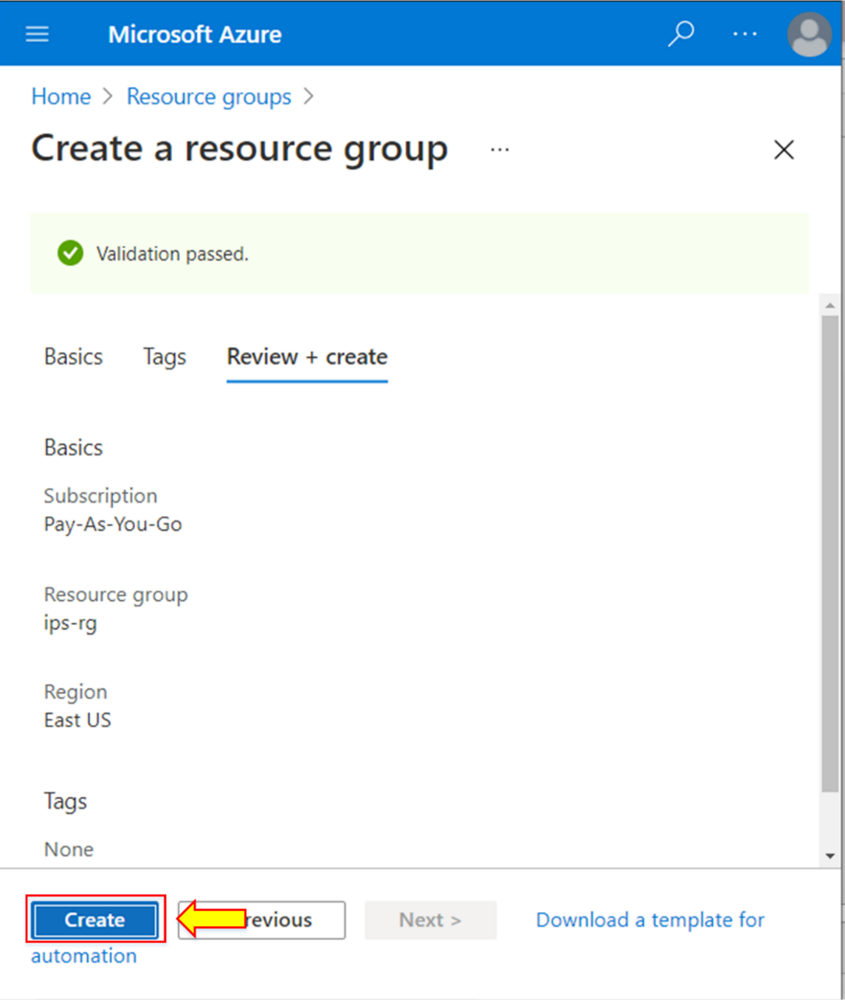 Microsoft Azure
Home > Resource groups >
Create a resource group ...
Validation passed.
Basics Tags Review + create
Basics
Subscription
Pay-As-You-Go
Resource group
ips-rg
Region
East US
Tags
None
Create revious Next > Download a template for
automation